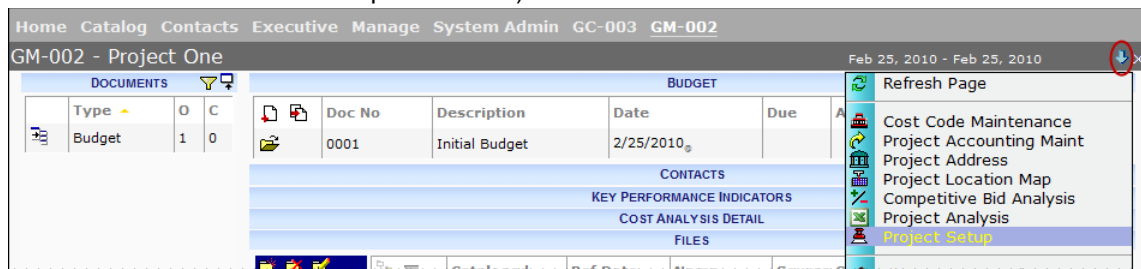 Home Catalog Contacts Executive Manage System Admin GC-003 GM-002
GM-002 - Project One Feb 25, 2010 - Feb 25, 2010
DOCUMENTS
Type O C
Budget 1 0
BUDGET
Doc No Description Date Due A
0001 Initial Budget 2/25/2010
CONTACTS
KEY PERFORMANCE INDICATORS
COST ANALYSIS DETAIL
FILES
Refresh Page
Cost Code Maintenance
Project Accounting Maint
Project Address
Project Location Map
Competitive Bid Analysis
Project Analysis
Project Setup